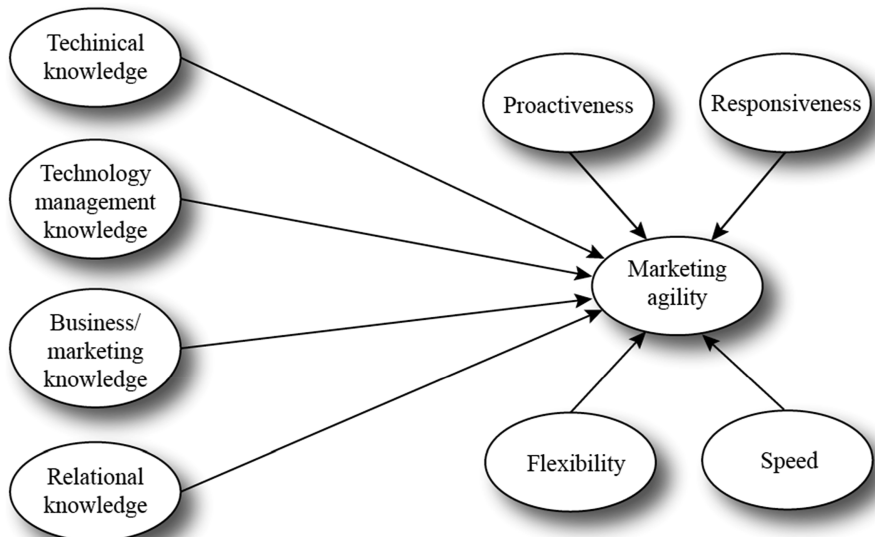 Techinical
knowledge
Technology
management
knowledge
Business/
marketing
knowledge
Relational
knowledge
Proactiveness
Responsiveness
Marketing
agility
Flexibility
Speed